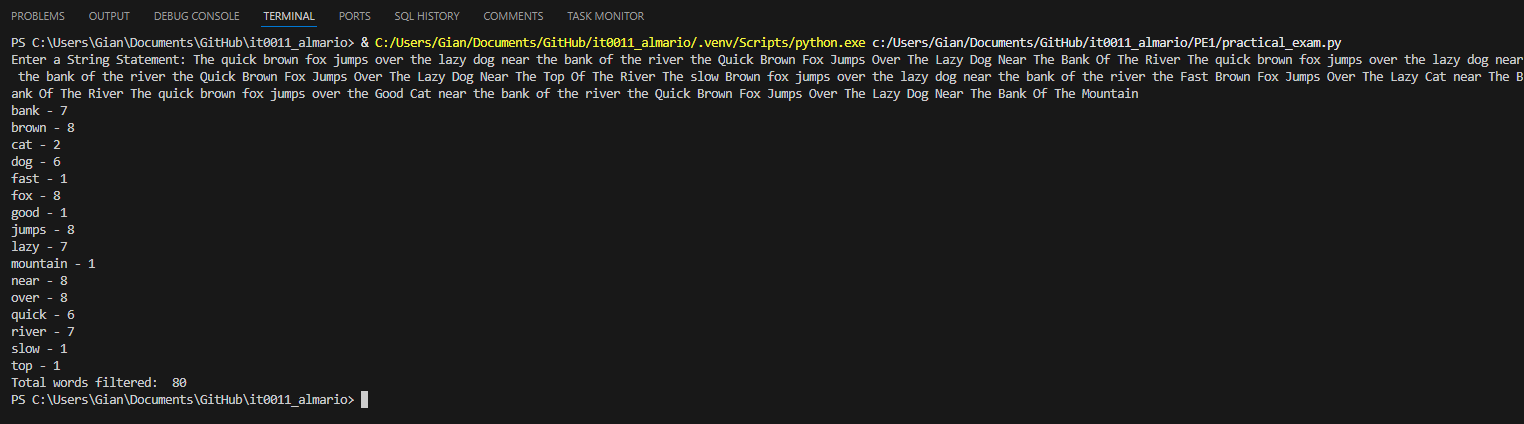 PROBLEMS OUTPUT DEBUG CONSOLE TERMINAL PORTS SQL HISTORY COMMENTS TASK MONITOR
PS C:\Users\Gian\Documents\GitHub\it0011_almario> & C:/Users/Gian/Documents/GitHub/it0011_almario/.venv/Scripts/python.exe c:/Users/Gian/Documents/GitHub/it0011_almario/PE1/practical_exam.py
Enter a String Statement: The quick brown fox jumps over the lazy dog near the bank of the river the Quick Brown Fox Jumps Over The Lazy Dog Near The Bank Of The River The quick brown fox jumps over the lazy dog near
the bank of the river the Quick Brown Fox Jumps Over The Lazy Dog Near The Top Of The River The slow Brown fox jumps over the lazy dog near the bank of the river the Fast Brown Fox Jumps Over The Lazy Cat near The B
ank Of The River The quick brown fox jumps over the Good Cat near the bank of the river the Quick Brown Fox Jumps Over The Lazy Dog Near The Bank Of The Mountain
bank - 7
brown - 8
cat - 2
dog - 6
fast - 1
fox - 8
good - 1
jumps - 8
lazy - 7
mountain - 1
near - 8
over - 8
quick - 6
river - 7
slow - 1
top - 1
Total words filtered:  80
PS C:\Users\Gian\Documents\GitHub\it0011_almario>